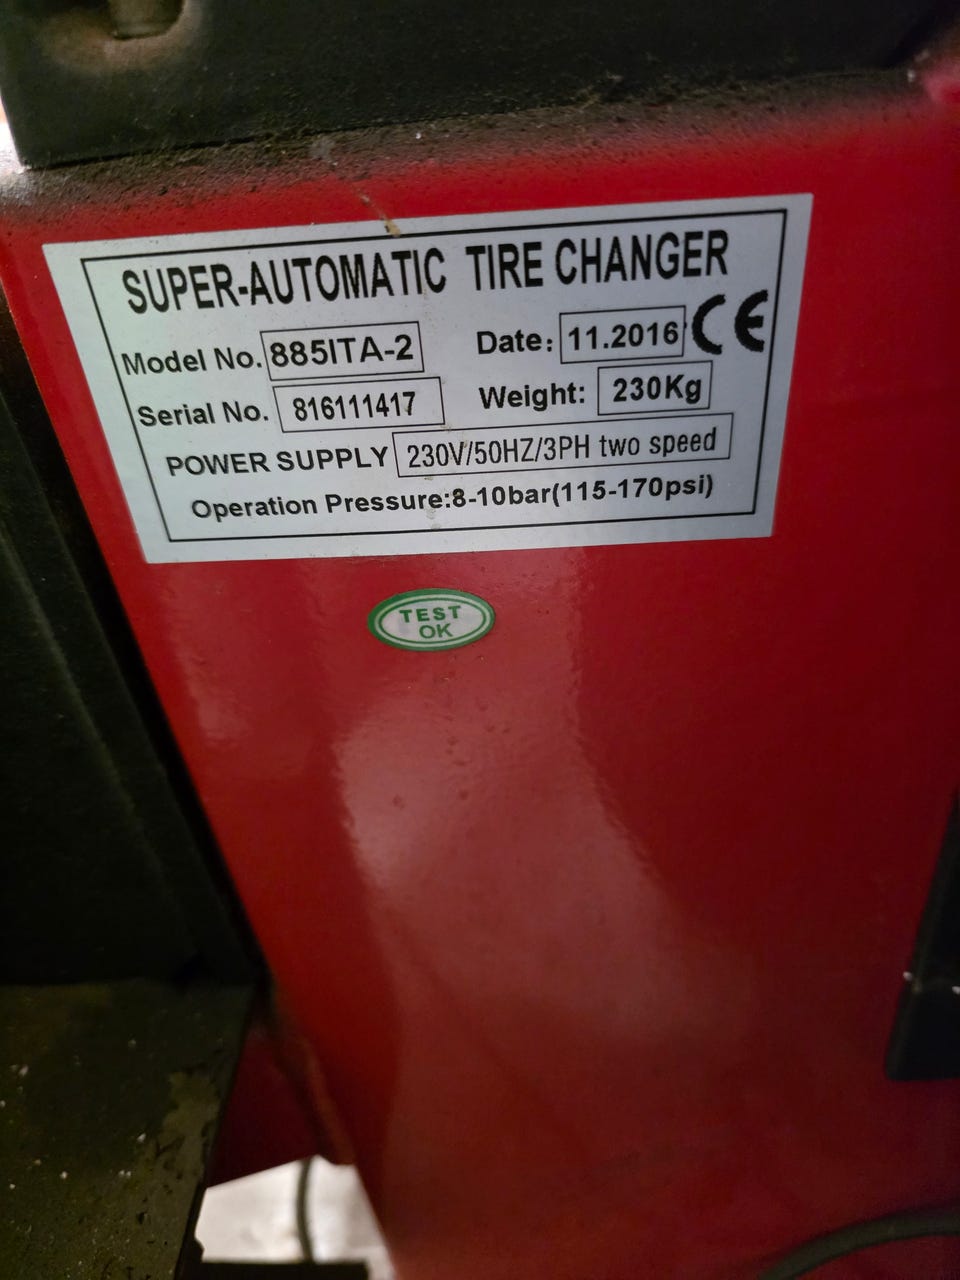 SUPER-AUTOMATIC TIRE CHANGER
Model No. 885ITA-2 Date: 11.2016 CE
Serial No. 816111417 Weight: 230Kg
POWER SUPPLY 230V/50HZ/3PH two speed
Operation Pressure:8-10bar(115-170psi)
TEST
OK